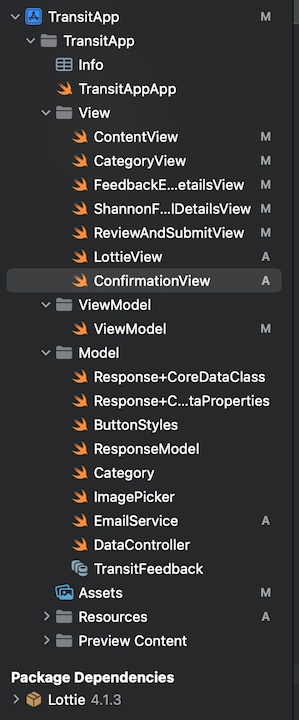 TransitApp M
TransitApp
Info
TransitAppApp
View
ContentView M
CategoryView M
FeedbackE...etailsView M
ShannonF...lDetailsView M
ReviewAndSubmitView M
LottieView A
ConfirmationView A
ViewModel
ViewModel M
Model
Response+CoreDataClass
Response+C...taProperties
ButtonStyles
ResponseModel
Category
ImagePicker
EmailService A
DataController
TransitFeedback
Assets M
Resources A
Preview Content
Package Dependencies
Lottie 4.1.3